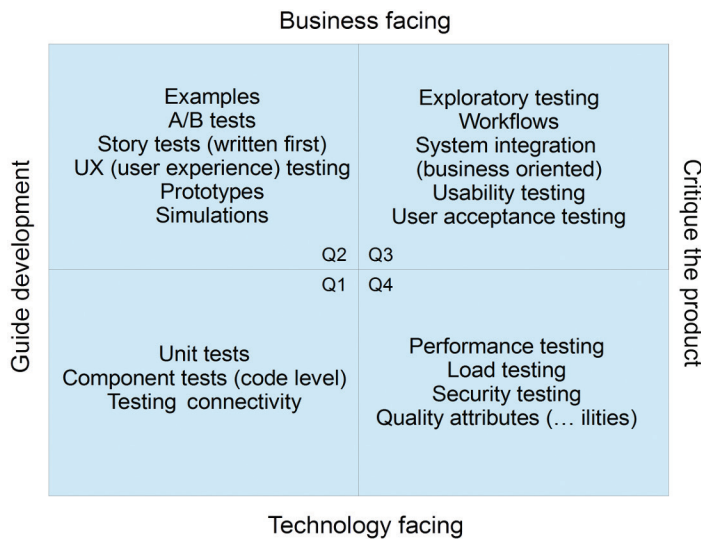 Business facing
Guide development
Examples
A/B tests
Story tests (written first)
UX (user experience) testing
Prototypes
Simulations
Q2
Exploratory testing
Workflows
System integration
(business oriented)
Usability testing
User acceptance testing
Q3
Critique the product
Q1
Unit tests
Component tests (code level)
Testing connectivity
Q4
Performance testing
Load testing
Security testing
Quality attributes (... ilities)
Technology facing